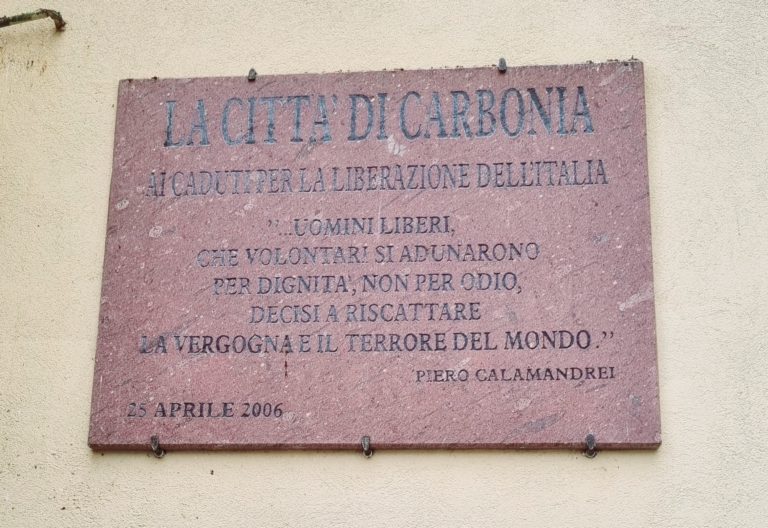 LA CITTA' DI CARBONIA
AI CADUTI PER LA LIBERAZIONE DELL'ITALIA
"...UOMINI LIBERI,
CHE VOLONTARI SI ADUNARONO
PER DIGNITA', NON PER ODIO,
DECISI A RISCATTARE
LA VERGOGNA E IL TERRORE DEL MONDO."
PIERO CALAMANDREI
25 APRILE 2006